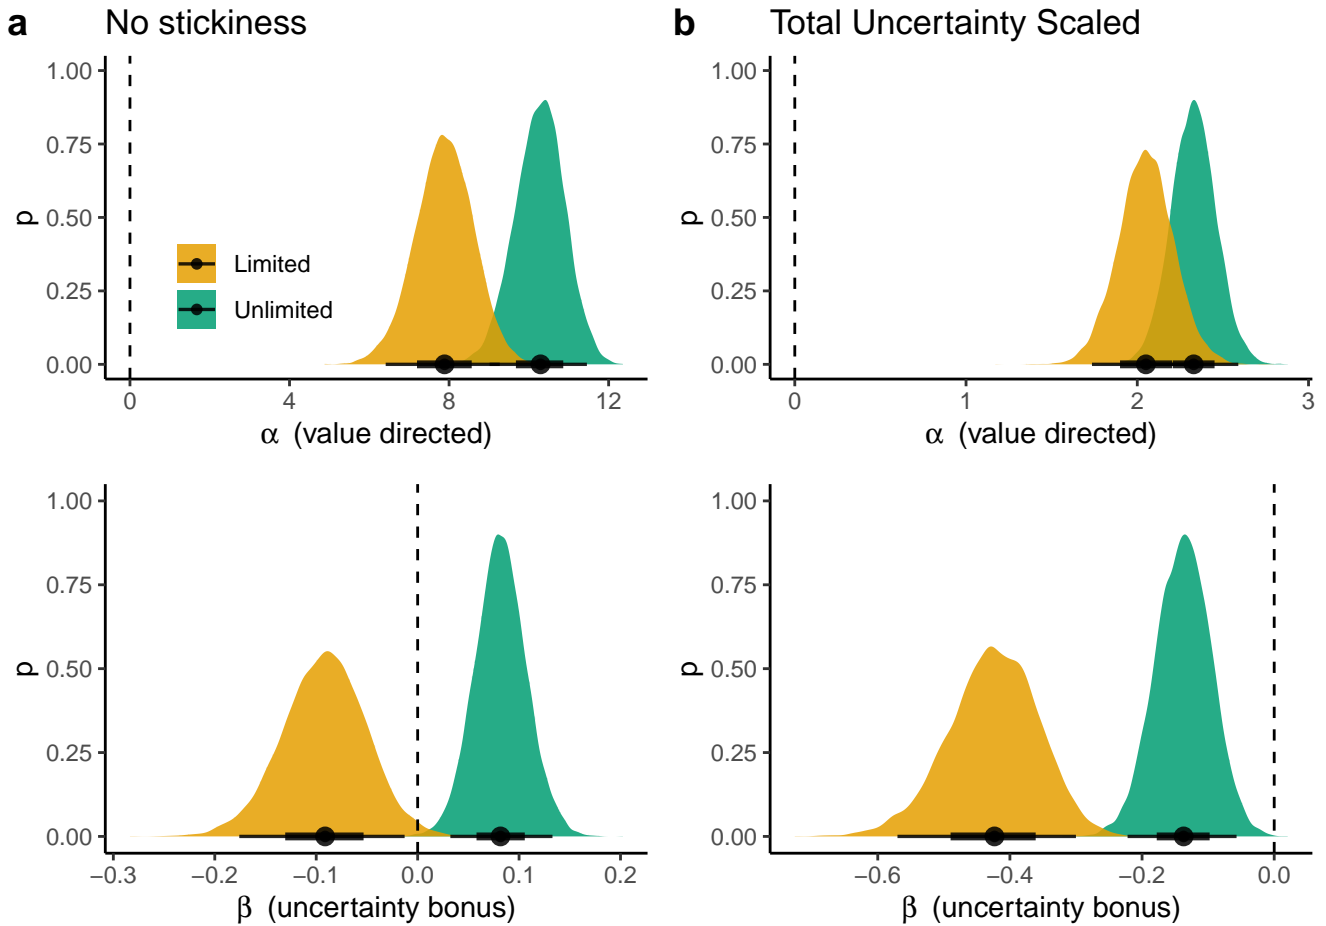 a No stickiness
1.00
0.75
0.50
0.25
0.00
p
Limited
Unlimited
0 4 8 12
α (value directed)
b Total Uncertainty Scaled
1.00
0.75
0.50
0.25
0.00
p
0 1 2 3
α (value directed)
1.00
0.75
0.50
0.25
0.00
p
−0.3 −0.2 −0.1 0.0 0.1 0.2
β (uncertainty bonus)
1.00
0.75
0.50
0.25
0.00
p
−0.6 −0.4 −0.2 0.0
β (uncertainty bonus)